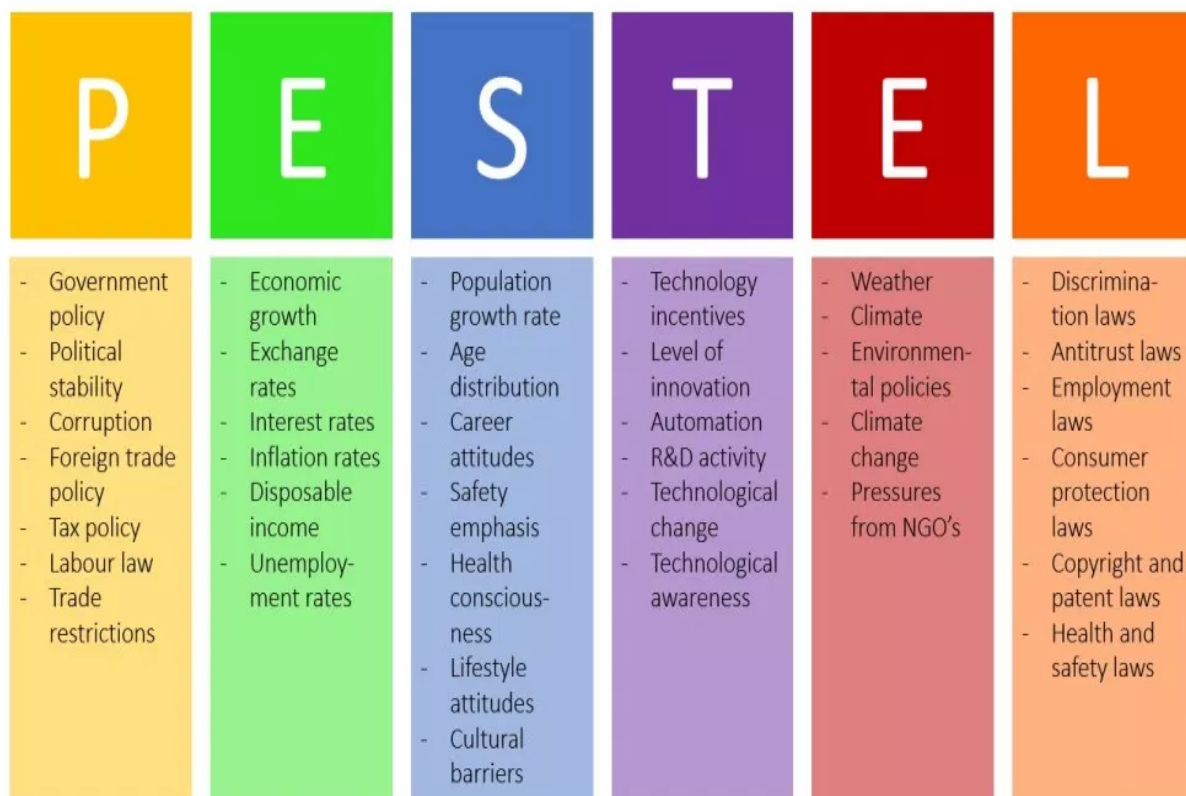 P
E
S
T
E
L
- Government
policy
- Political
stability
- Corruption
- Foreign trade
policy
- Tax policy
- Labour law
- Trade
restrictions
- Economic
growth
- Exchange
rates
- Interest rates
- Inflation rates
- Disposable
income
- Unemploy-
ment rates
- Population
growth rate
- Age
distribution
- Career
attitudes
- Safety
emphasis
- Health
conscious-
ness
- Lifestyle
attitudes
- Cultural
barriers
- Technology
incentives
- Level of
innovation
- Automation
- R&D activity
- Technological
change
- Technological
awareness
- Weather
- Climate
- Environmen-
tal policies
- Climate
change
- Pressures
from NGO's
- Discrimina-
tion laws
- Antitrust laws
- Employment
laws
- Consumer
protection
laws
- Copyright and
patent laws
- Health and
safety laws